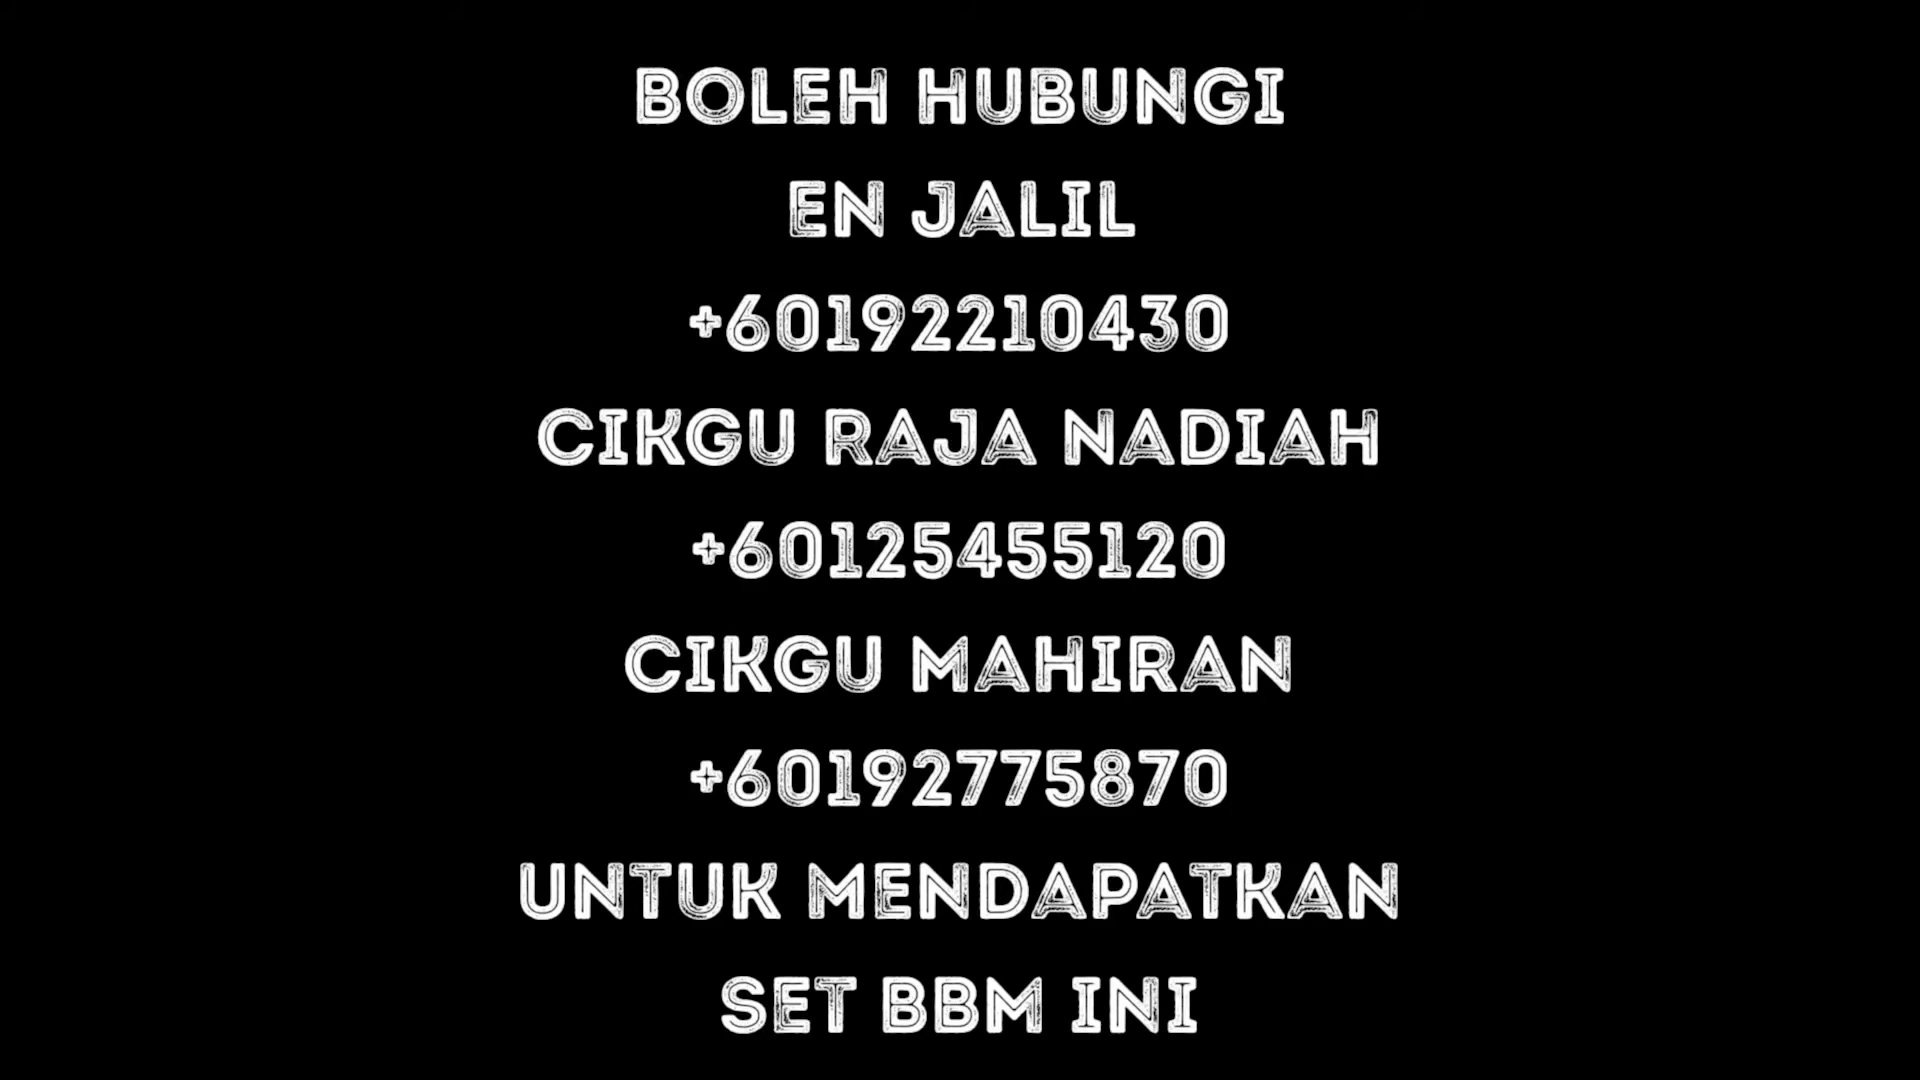 BOLEH HUBUNGI
EN JALIL
+60192210430
CIKGU RAJA NADIAH
+60125455120
CIKGU MAHIRAN
+60192775870
UNTUK MENDAPATKAN
SET BBM INI